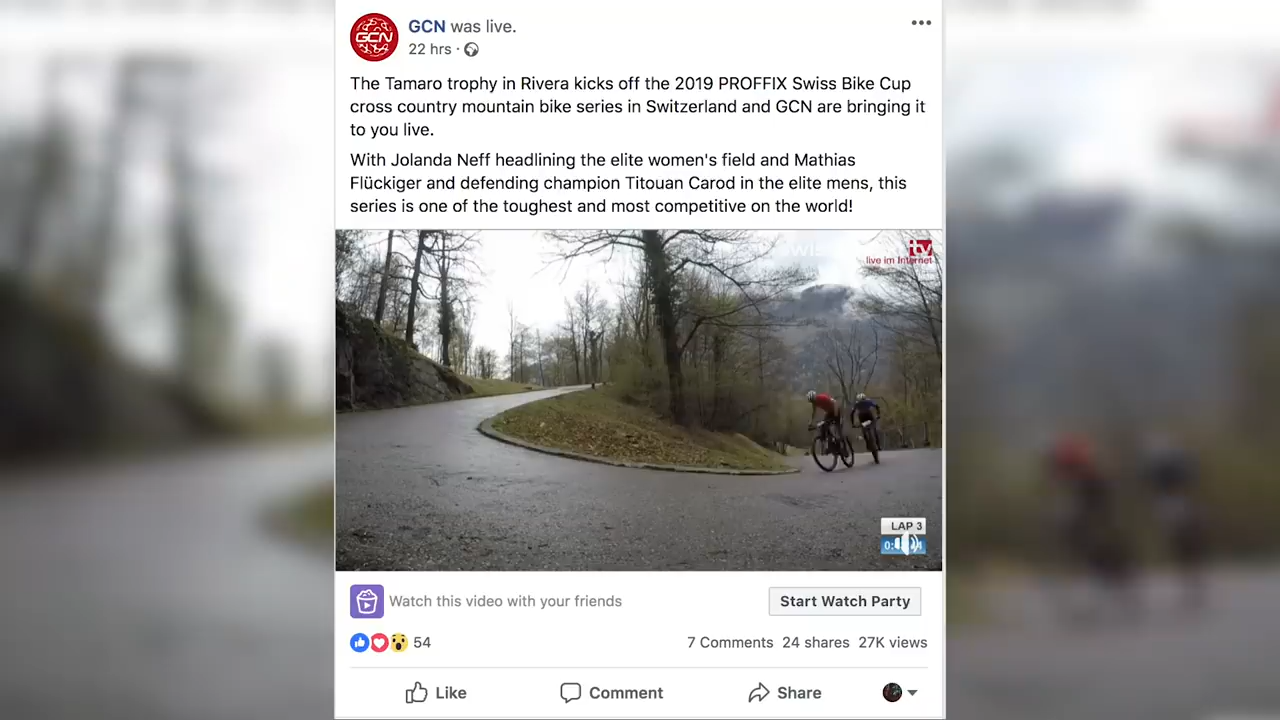 GCN
GCN was live.
22 hrs ·
The Tamaro trophy in Rivera kicks off the 2019 PROFFIX Swiss Bike Cup
cross country mountain bike series in Switzerland and GCN are bringing it
to you live.
With Jolanda Neff headlining the elite women's field and Mathias
Flückiger and defending champion Titouan Carod in the elite mens, this
series is one of the toughest and most competitive on the world!
tv
live im Internet
LAP 3
Watch this video with your friends
Start Watch Party
54
7 Comments 24 shares 27K views
Like
Comment
Share